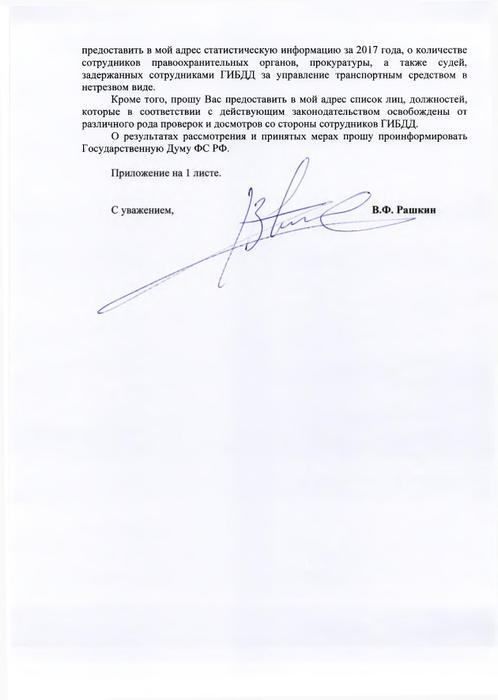 предоставить в мой адрес статистическую информацию за 2017 года, о количестве
сотрудников правоохранительных органов, прокуратуры, а также судей,
задержанных сотрудниками ГИБДД за управление транспортным средством в
нетрезвом виде.
Кроме того, прошу Вас предоставить в мой адрес список лиц, должностей,
которые в соответствии с действующим законодательством освобождены от
различного рода проверок и досмотров со стороны сотрудников ГИБДД.
О результатах рассмотрения и принятых мерах прошу проинформировать
Государственную Думу ФС РФ.
Приложение на 1 листе.
С уважением, В.Ф. Рашкин